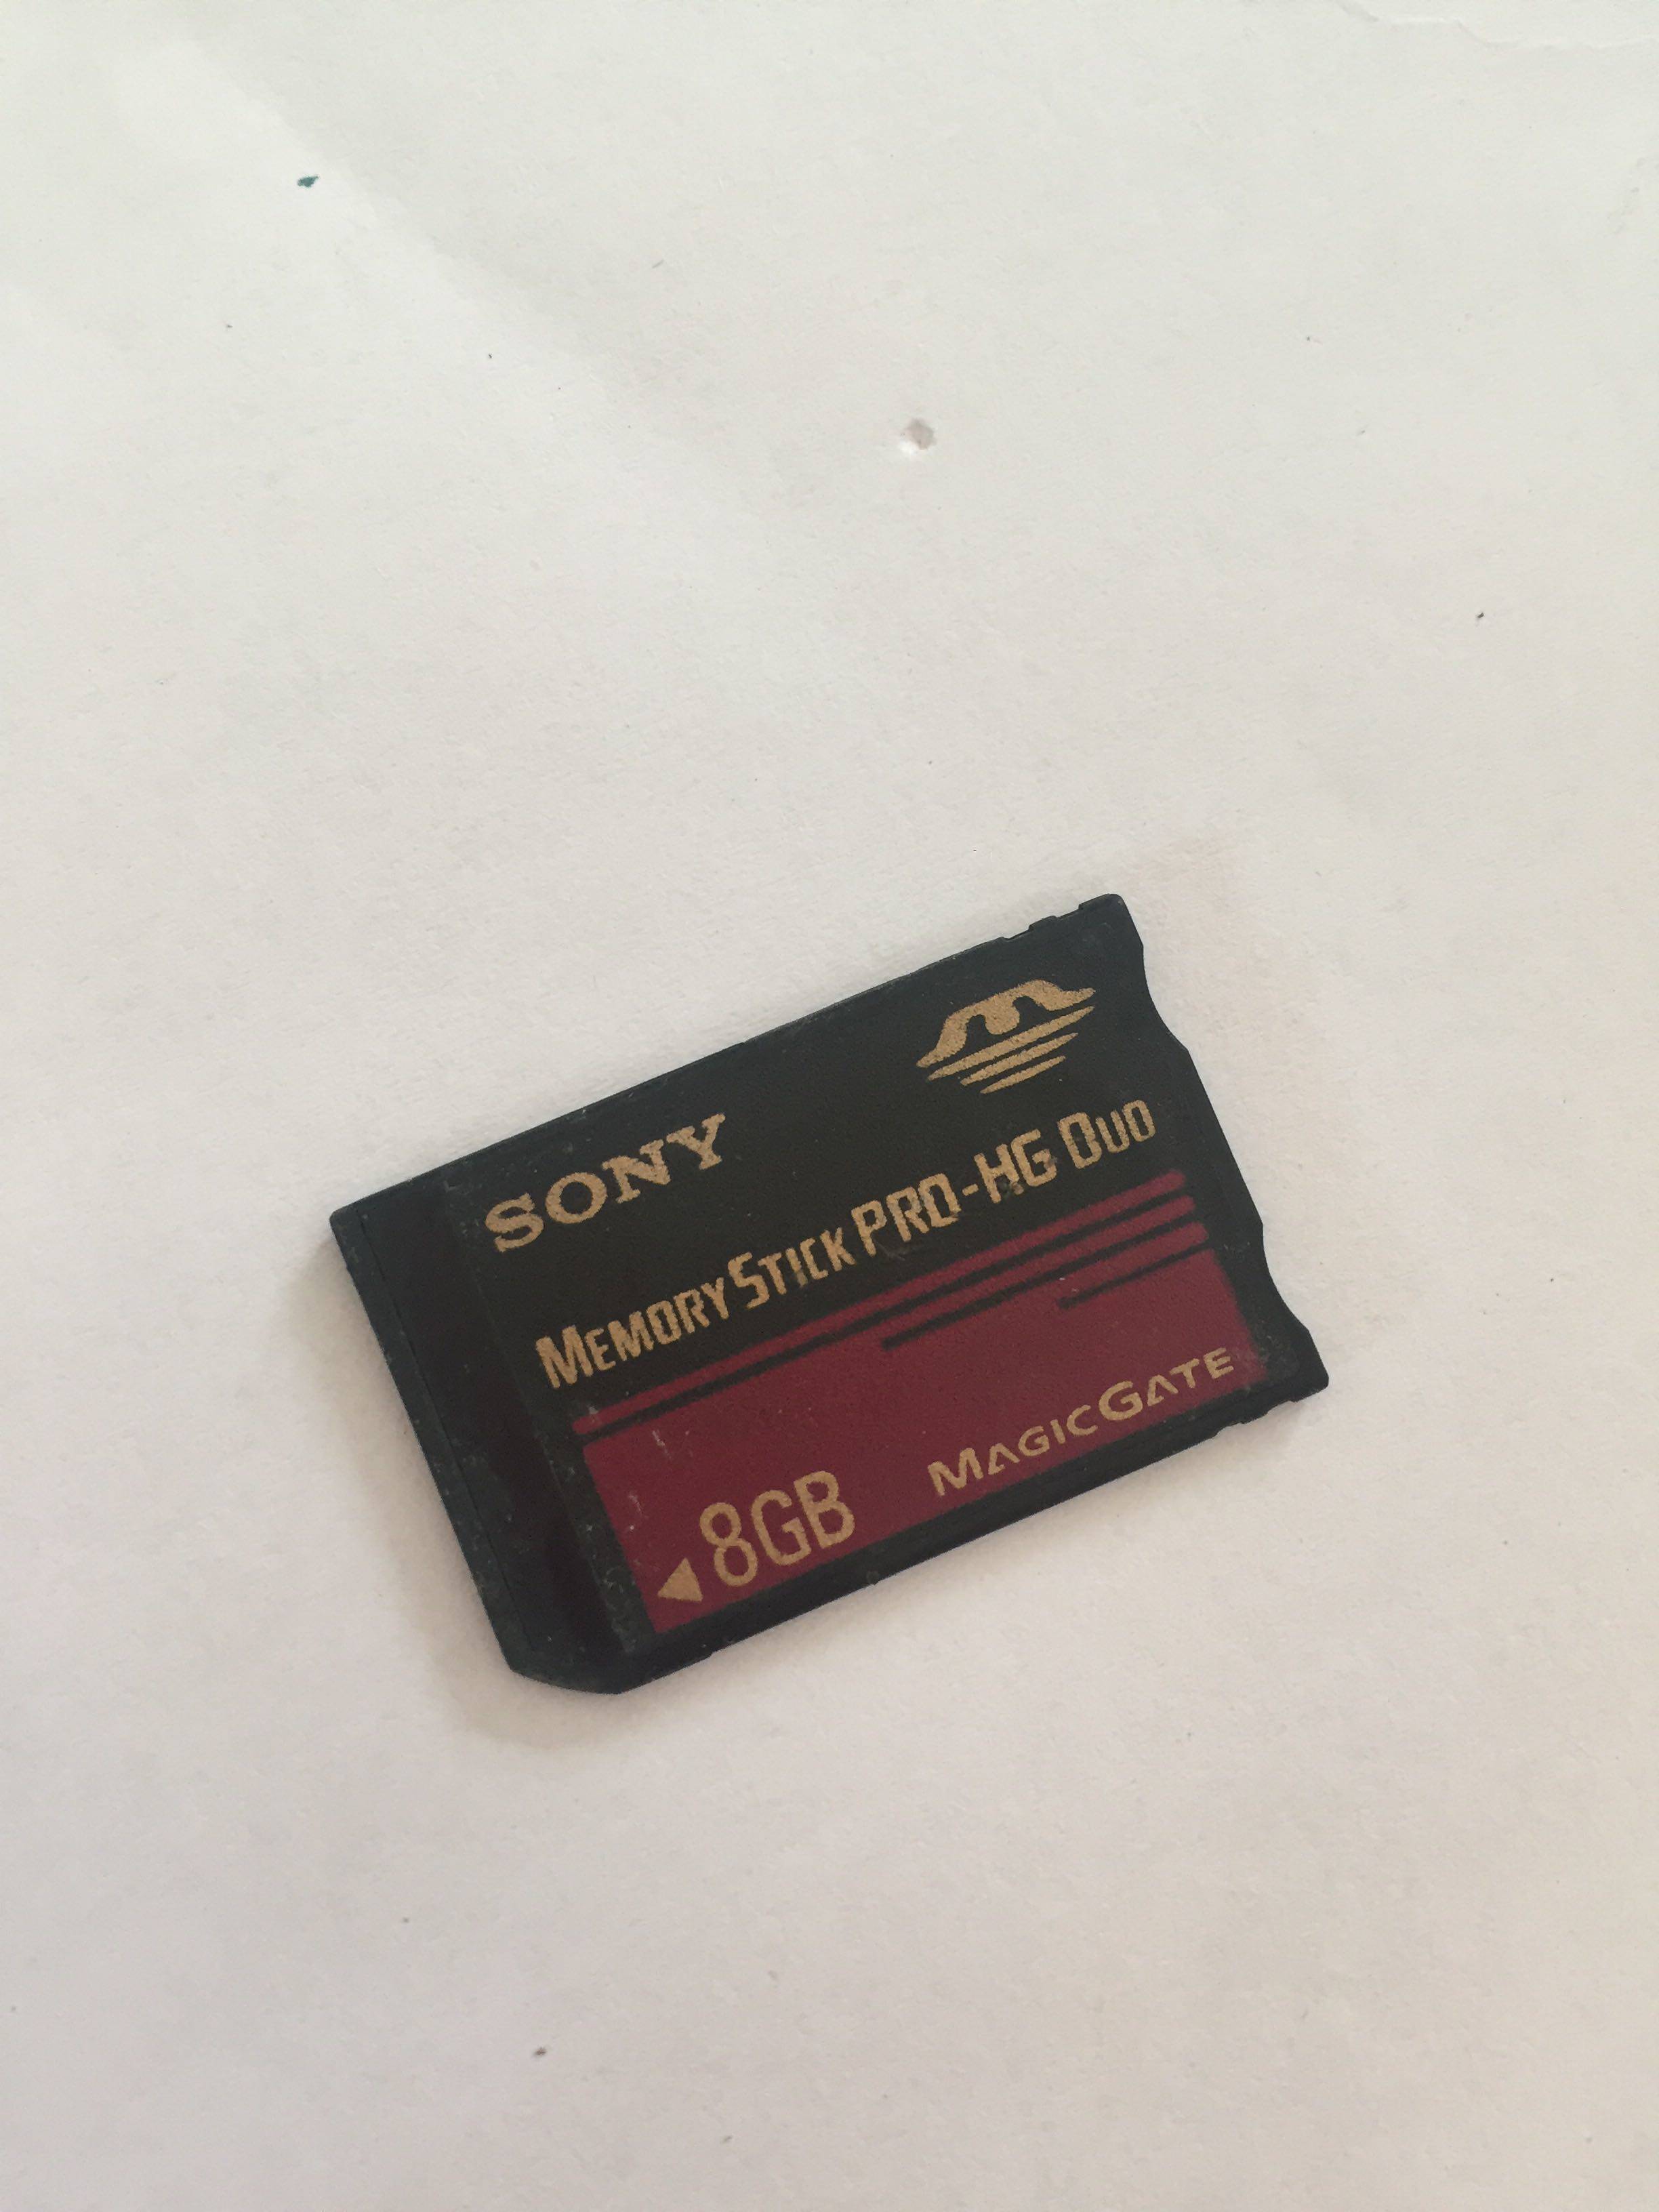 SONY
MEMORY STICK PRO-HG DUO
8GB
MAGICGATE